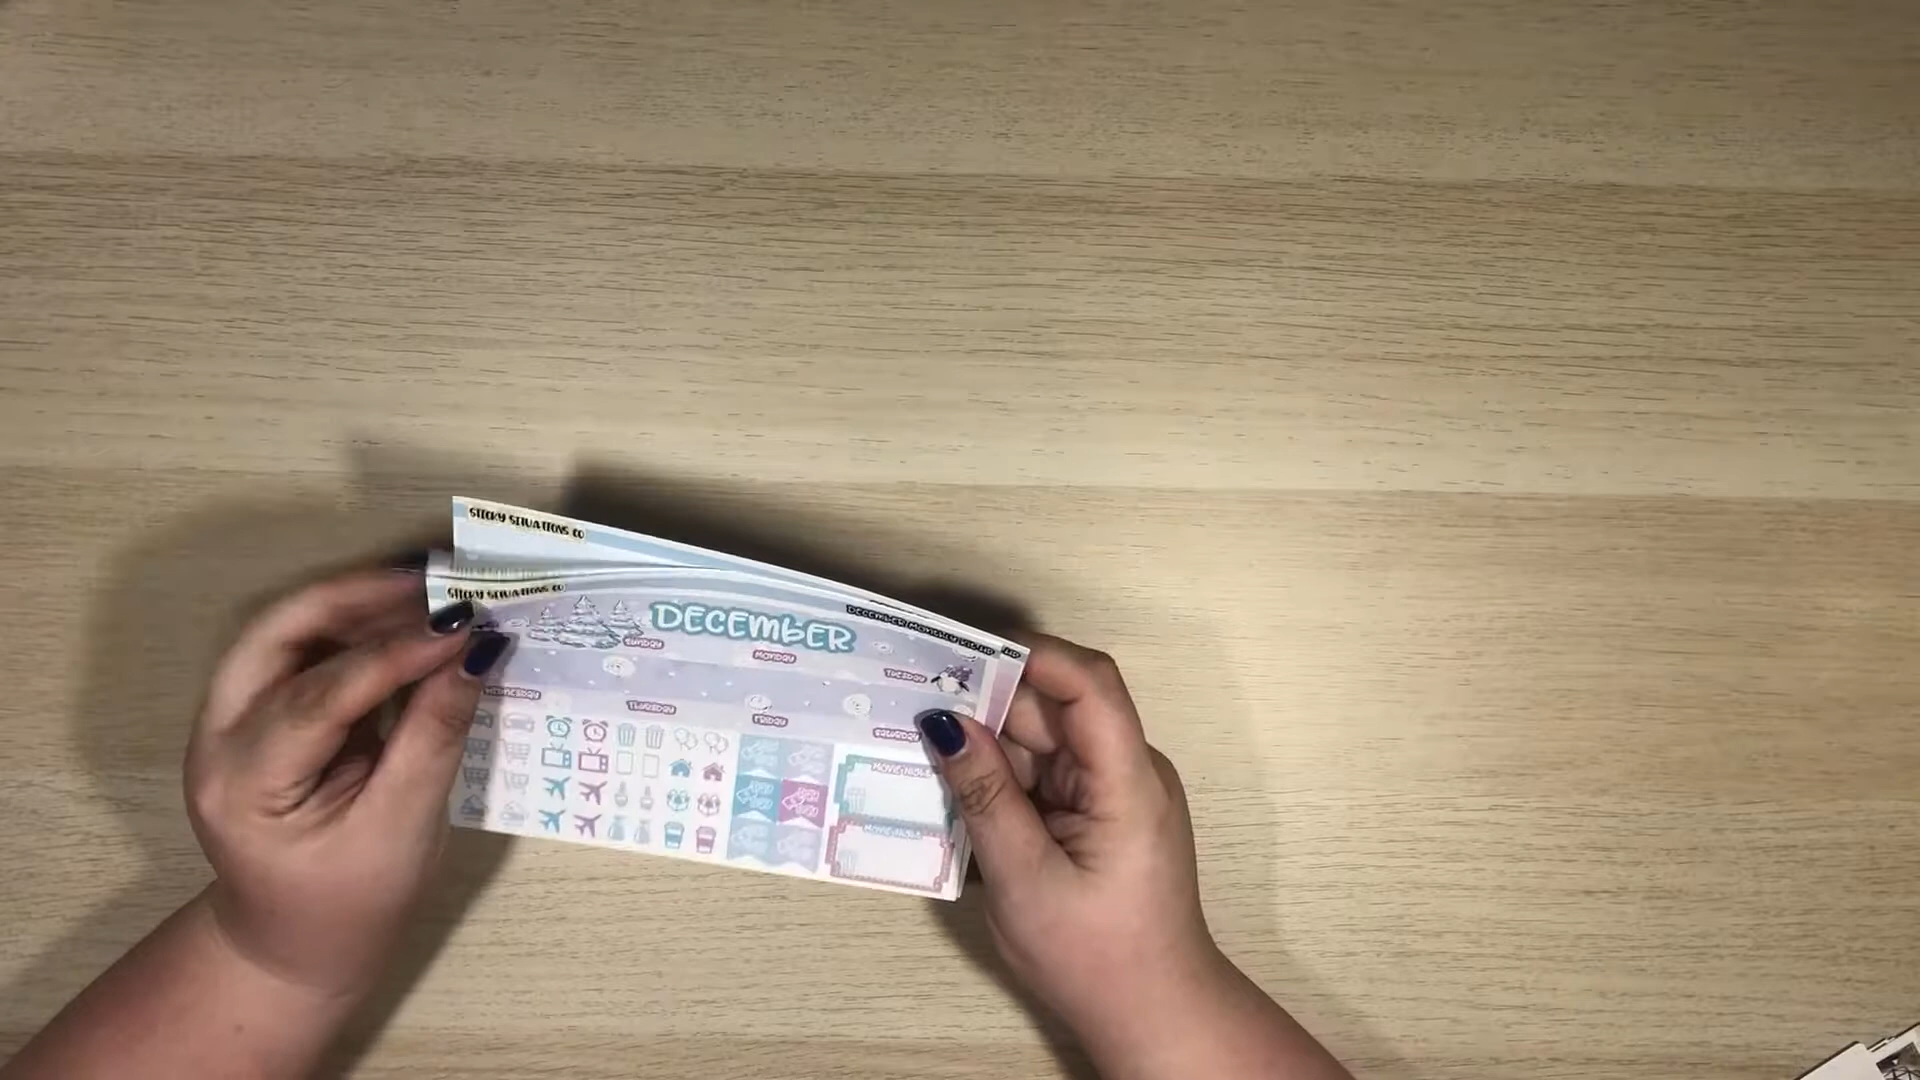 STICKY SITUATIONS CO
STICKY SITUATIONS CO
DECEMBER
DECEMBER MONTHLY
SUNDAY
MONDAY
TUESDAY
WEDNESDAY
THURSDAY
FRIDAY
SATURDAY
MOVIE NIGHT
MOVIE NIGHT